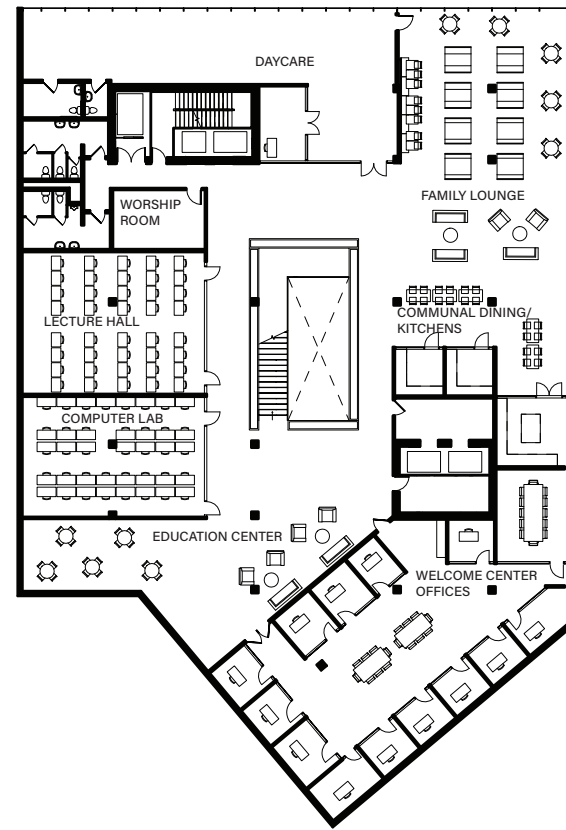 DAYCARE
WORSHIP
ROOM
FAMILY LOUNGE
LECTURE HALL
COMMUNAL DINING/
KITCHENS
COMPUTER LAB
EDUCATION CENTER
WELCOME CENTER
OFFICES